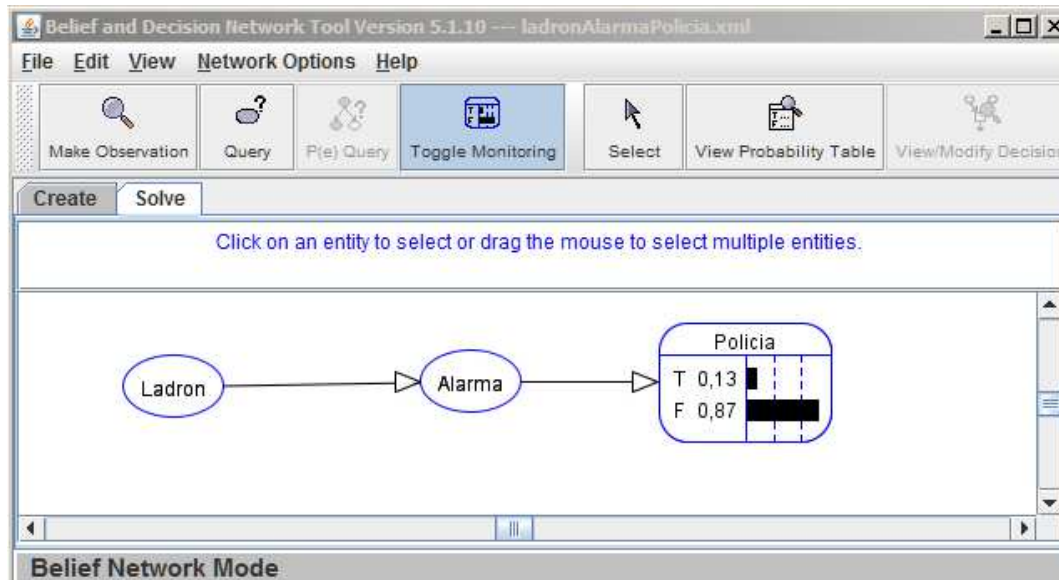 Belief and Decision Network Tool Version 5.1.10 --- ladronAlarmaPolicia.xml
File Edit View Network Options Help
Make Observation Query P(e) Query Toggle Monitoring Select View Probability Table View/Modify Decision
Create Solve
Click on an entity to select or drag the mouse to select multiple entities.
Policia
T 0,13
Ladron Alarma
F 0,87
Belief Network Mode